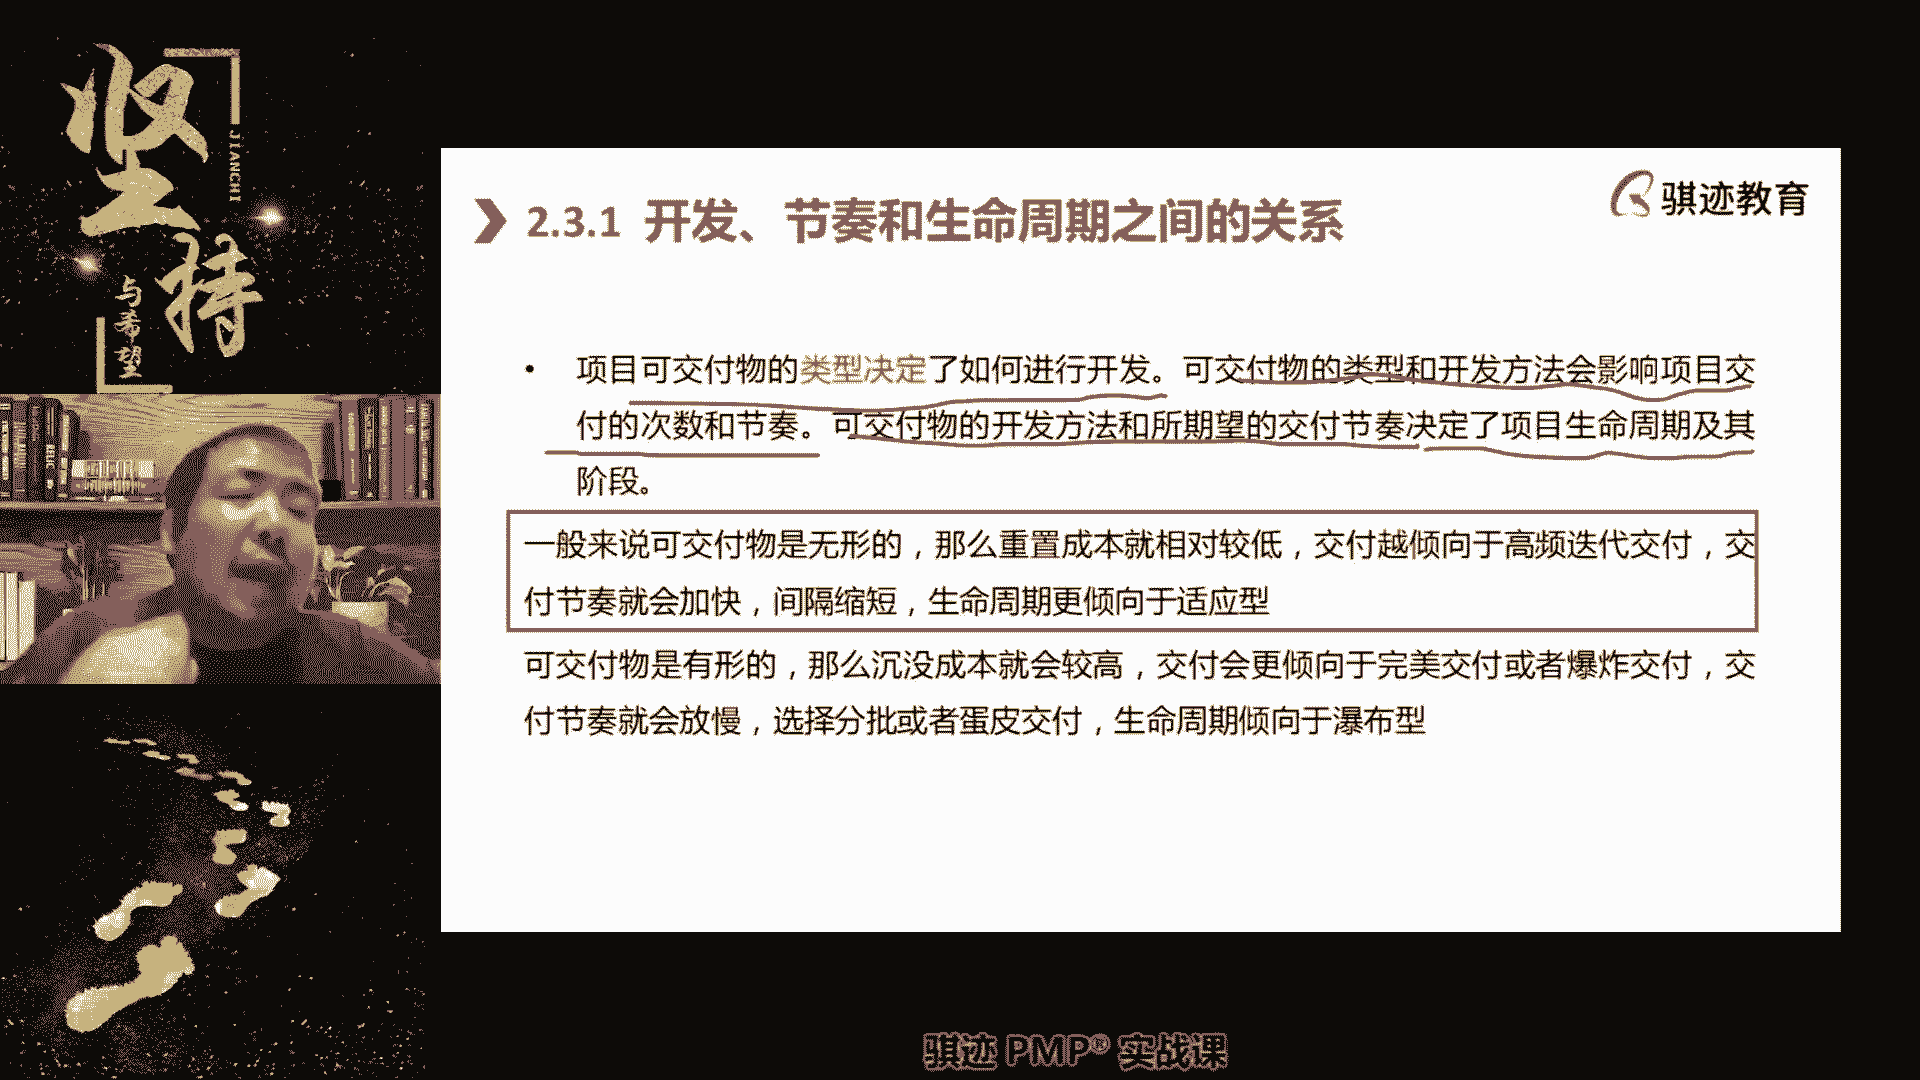 坚持
JIANCHI
与希望
骐迹教育
2.3.1 开发、节奏和生命周期之间的关系
• 项目可交付物的类型决定了如何进行开发。可交付物的类型和开发方法会影响项目交
付的次数和节奏。可交付物的开发方法和所期望的交付节奏决定了项目生命周期及其
阶段。
一般来说可交付物是无形的，那么重置成本就相对较低，交付越倾向于高频迭代交付，交
付节奏就会加快，间隔缩短，生命周期更倾向于适应型
可交付物是有形的，那么沉没成本就会较高，交付会更倾向于完美交付或者爆炸交付，交
付节奏就会放慢，选择分批或者蛋皮交付，生命周期倾向于瀑布型
骐迹 PMP® 实战课